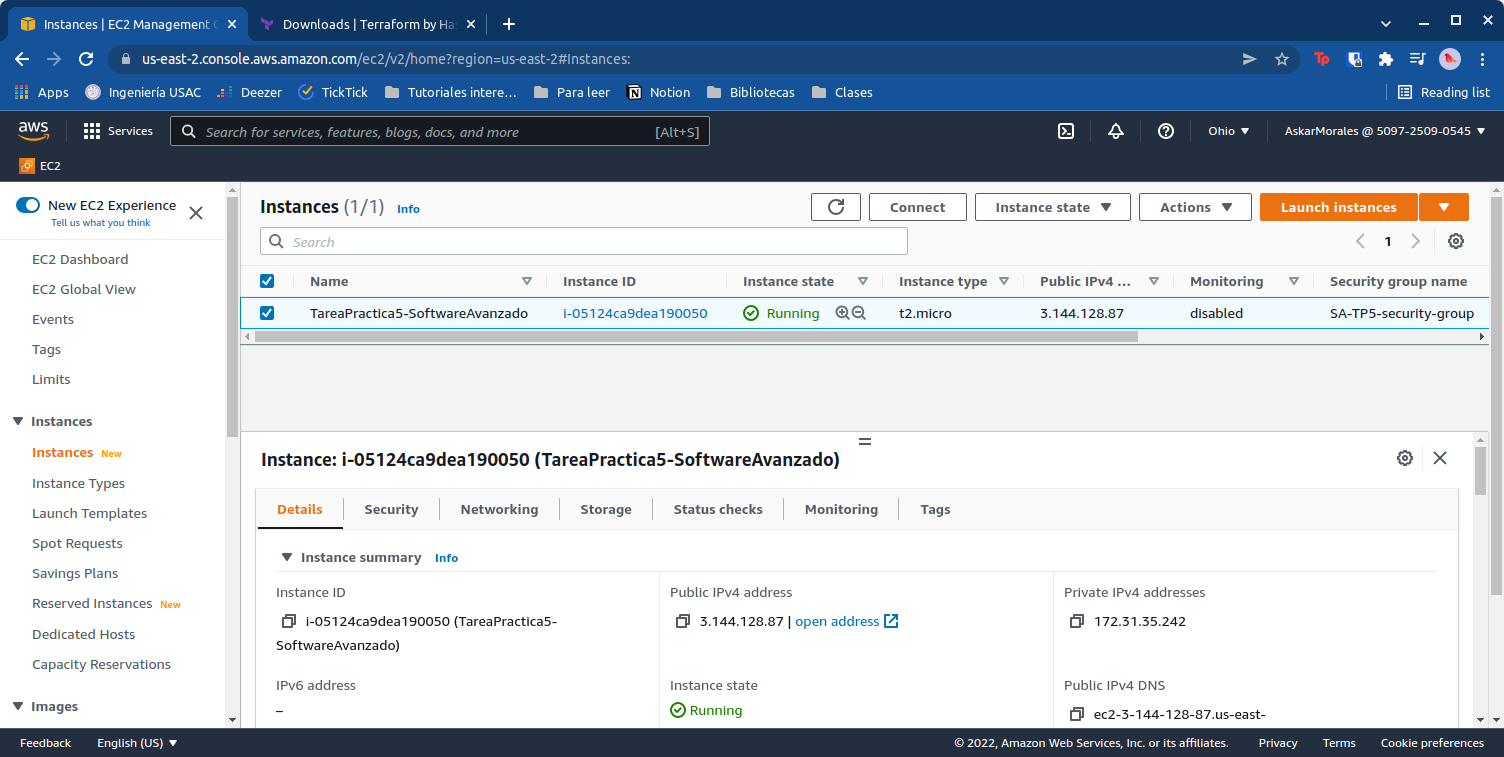 Instances | EC2 Management C
Downloads | Terraform by Ha
us-east-2.console.aws.amazon.com/ec2/v2/home?region=us-east-2#Instances:
Apps Ingeniería USAC Deezer TickTick Tutoriales intere... Para leer Notion Bibliotecas Clases Reading list
aws Services Search for services, features, blogs, docs, and more [Alt+S] Ohio AskarMorales @ 5097-2509-0545
EC2
New EC2 Experience
Tell us what you think
EC2 Dashboard
EC2 Global View
Events
Tags
Limits
Instances
Instances New
Instance Types
Launch Templates
Spot Requests
Savings Plans
Reserved Instances New
Dedicated Hosts
Capacity Reservations
Images
Instances (1/1) Info
Connect Instance state Actions Launch instances
Search
1
Name Instance ID Instance state Instance type Public IPv4 ... Monitoring Security group name
TareaPractica5-SoftwareAvanzado i-05124ca9dea190050 Running t2.micro 3.144.128.87 disabled SA-TP5-security-group
Instance: i-05124ca9dea190050 (TareaPractica5-SoftwareAvanzado)
Details Security Networking Storage Status checks Monitoring Tags
Instance summary Info
Instance ID
i-05124ca9dea190050 (TareaPractica5-
SoftwareAvanzado)
Public IPv4 address
3.144.128.87 | open address
Private IPv4 addresses
172.31.35.242
IPv6 address
–
Instance state
Running
Public IPv4 DNS
ec2-3-144-128-87.us-east-
Feedback English (US) © 2022, Amazon Web Services, Inc. or its affiliates. Privacy Terms Cookie preferences